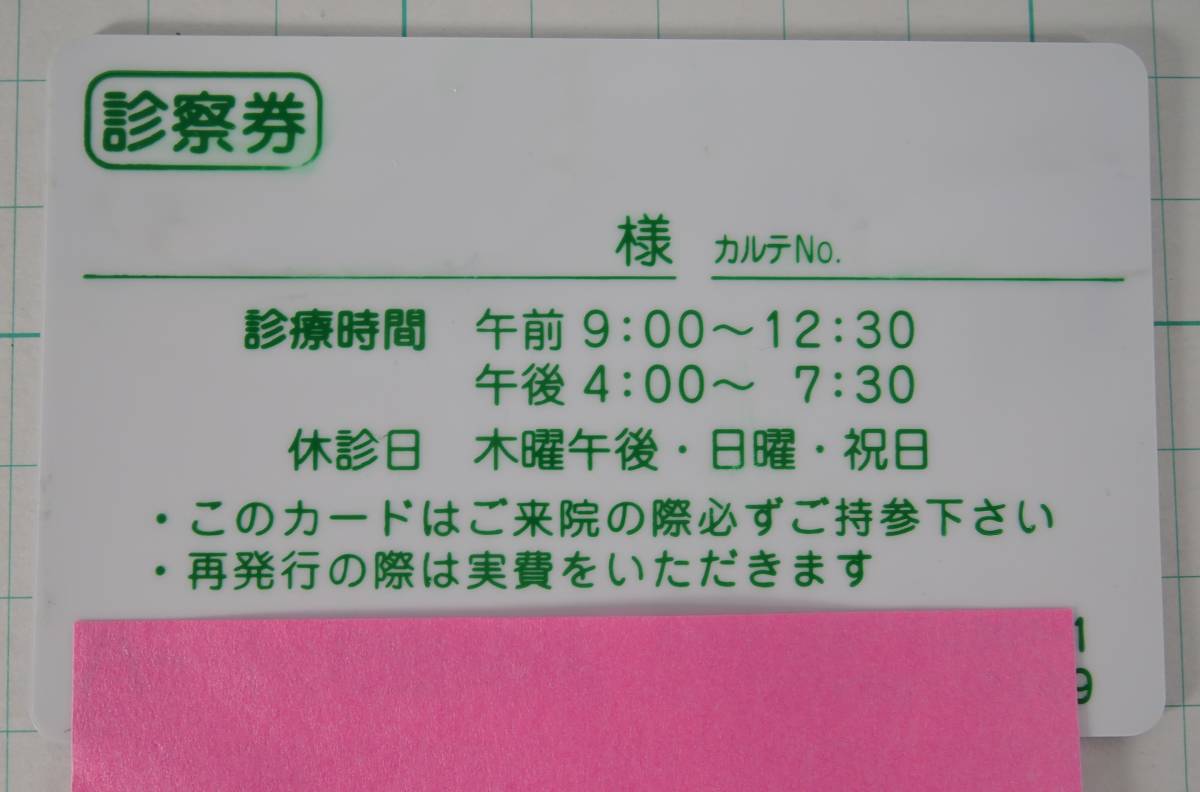 診察券
様 カルテNo.
診療時間 午前 9:00〜12:30
午後 4:00〜 7:30
休診日 木曜午後・日曜・祝日
・このカードはご来院の際必ずご持参下さい
・再発行の際は実費をいただきます
1
9